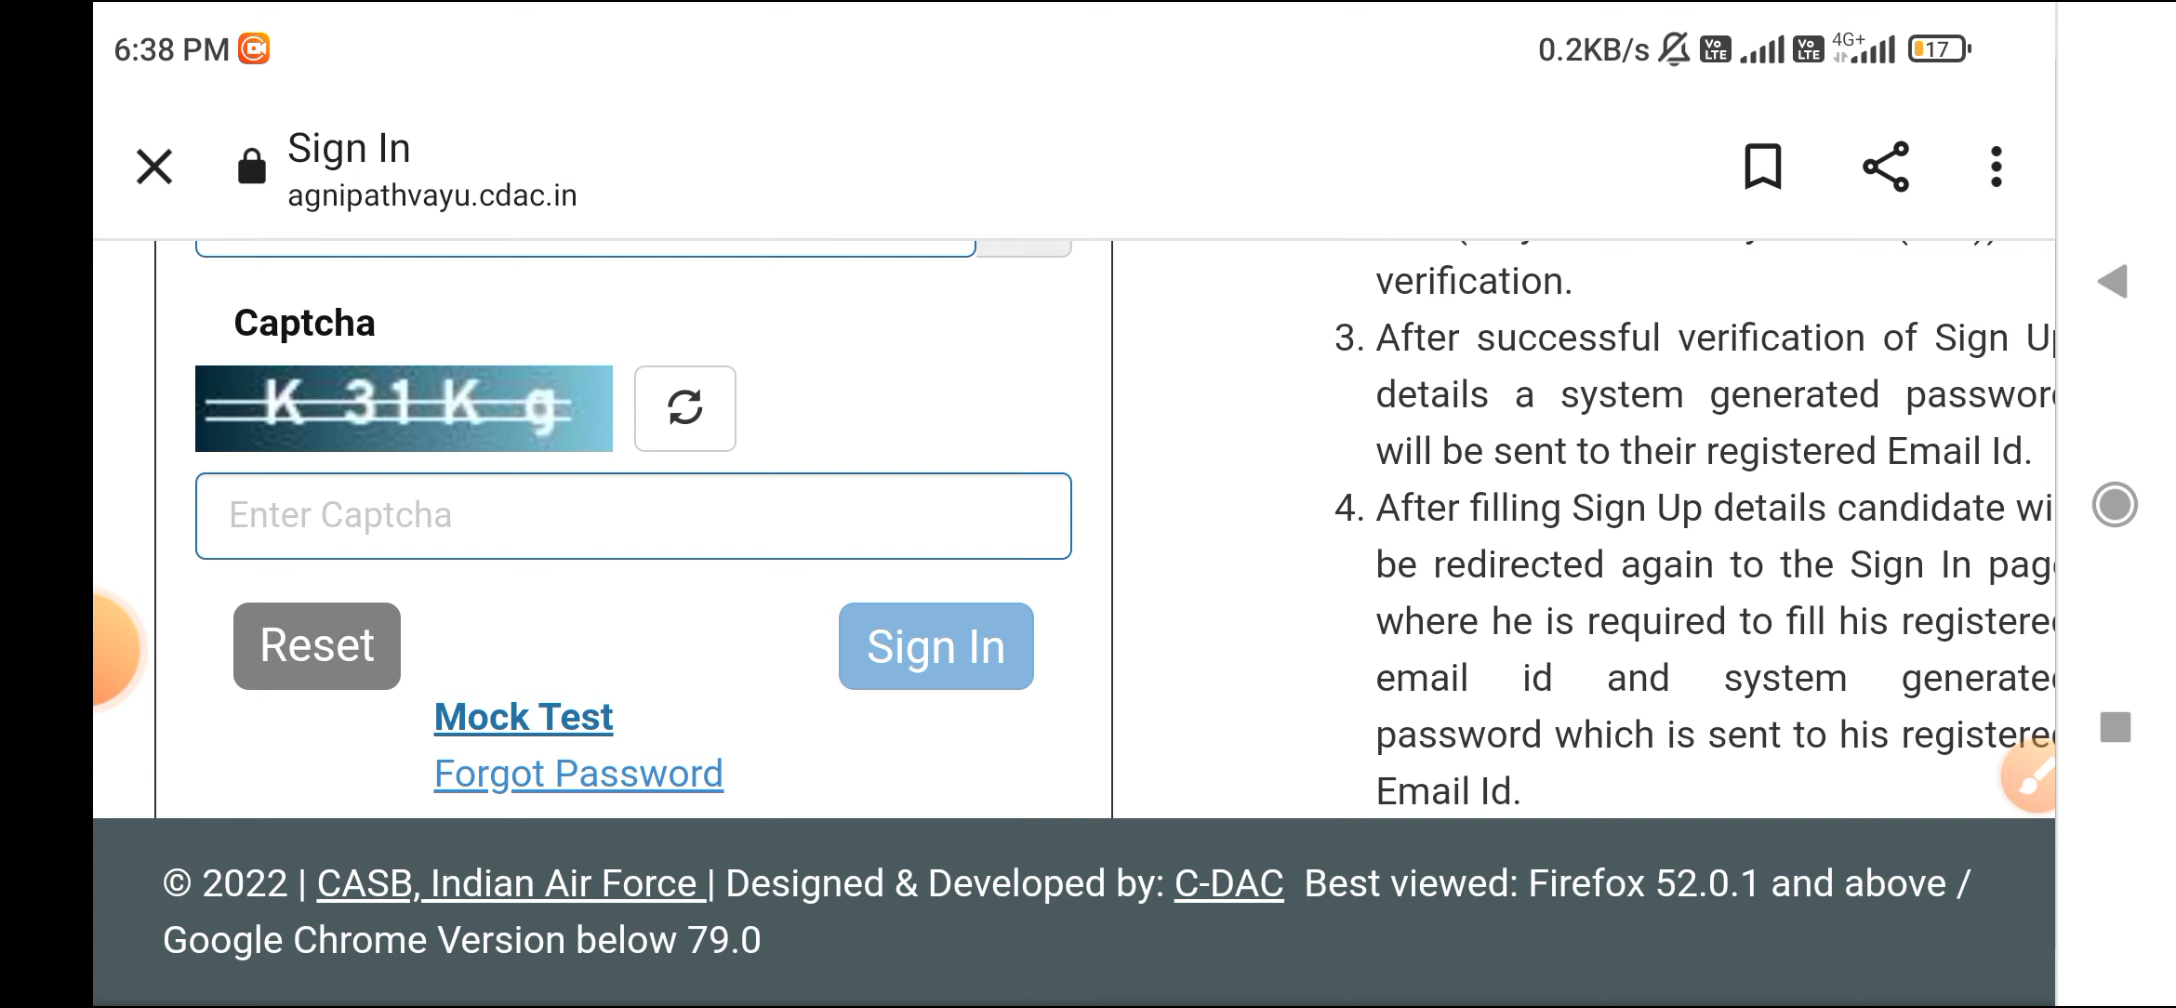 6:38 PM
0.2KB/s Vo LTE Vo LTE 4G+ 17
Sign In
agnipathvayu.cdac.in
Captcha
K 31 K g
Enter Captcha
Reset
Sign In
Mock Test
Forgot Password
verification.
3. After successful verification of Sign Up
details a system generated passwor
will be sent to their registered Email Id.
4. After filling Sign Up details candidate wi
be redirected again to the Sign In pag
where he is required to fill his registere
email id and system generate
password which is sent to his registere
Email Id.
© 2022 | CASB, Indian Air Force | Designed & Developed by: C-DAC Best viewed: Firefox 52.0.1 and above /
Google Chrome Version below 79.0